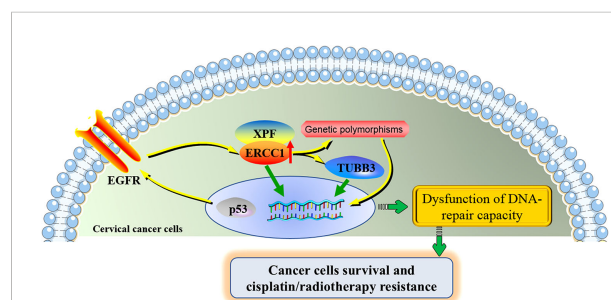 XPF
ERCC1
Genetic polymorphisms
TUBB3
EGFR
p53
Cervical cancer cells
Dysfunction of DNA-
repair capacity
Cancer cells survival and
cisplatin/radiotherapy resistance